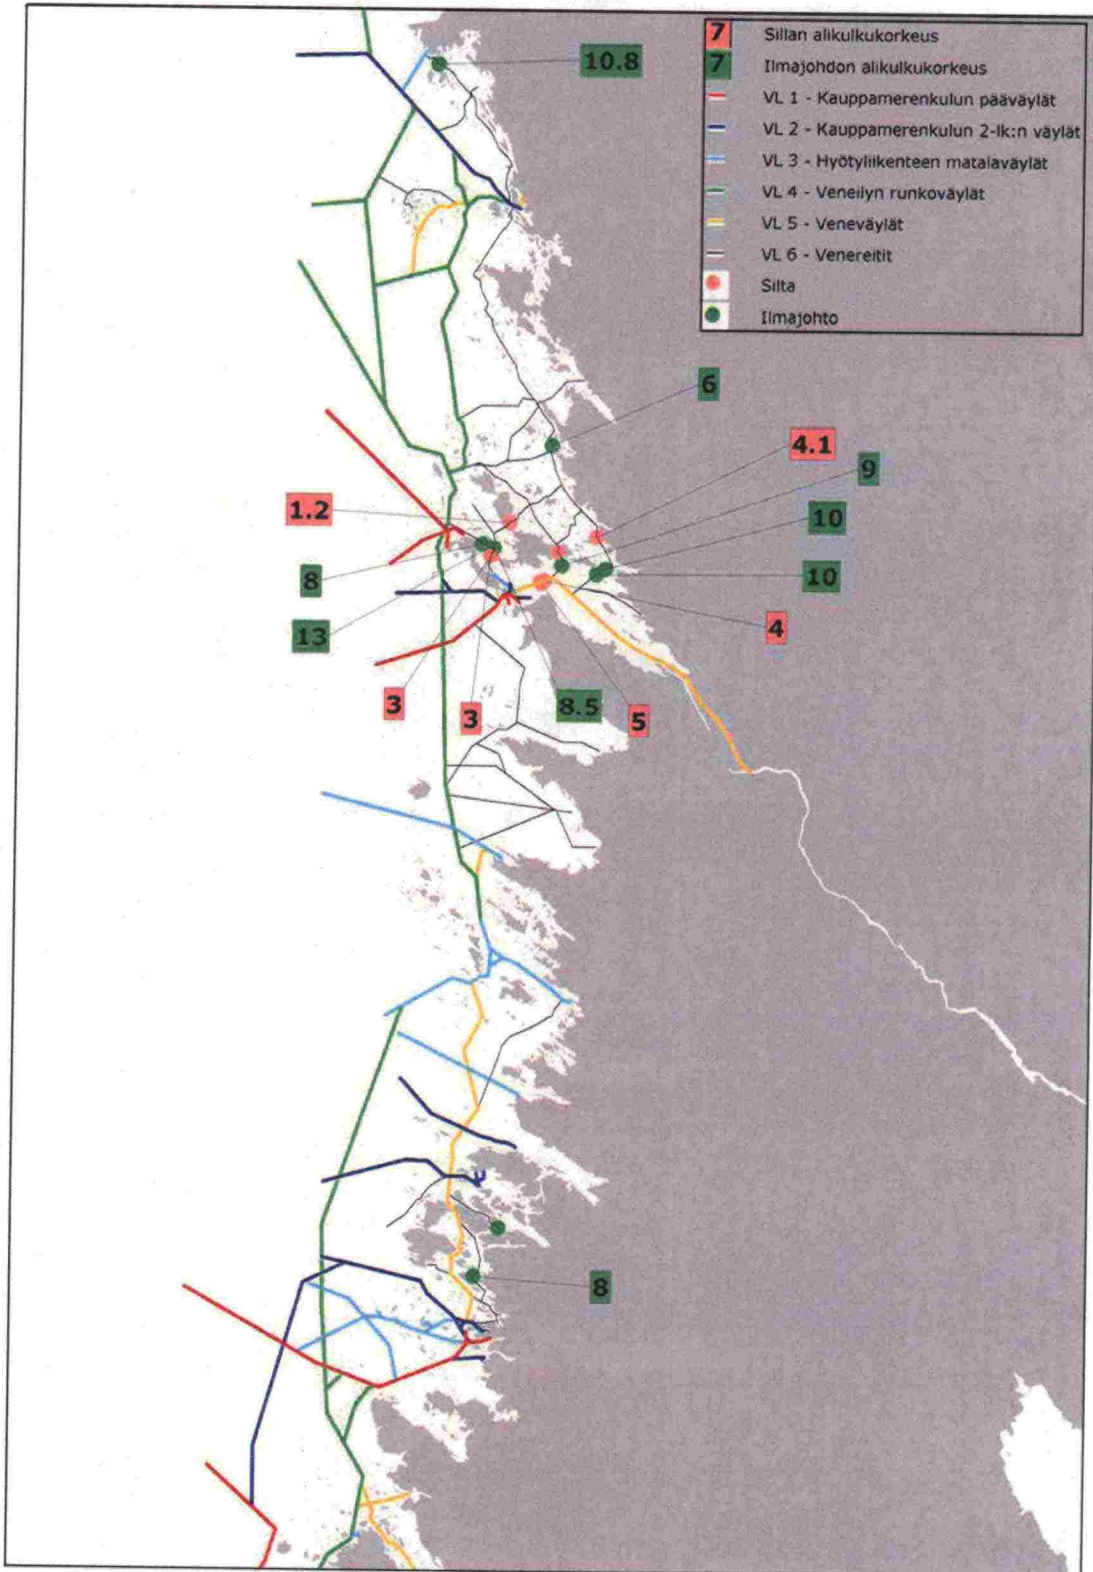 7 Sillan alikulkukorkeus
7 Ilmajohdon alikulkukorkeus
VL 1 - Kauppamerenkulun pääväylät
VL 2 - Kauppamerenkulun 2-lk:n väylät
VL 3 - Hyötyliikenteen matalaväylät
VL 4 - Veneilyn runkoväylät
VL 5 - Veneväylät
VL 6 - Venereitit
Silta
Ilmajohto
10.8
6
4.1
9
1.2
10
8
10
13
4
3
3
8.5
5
8